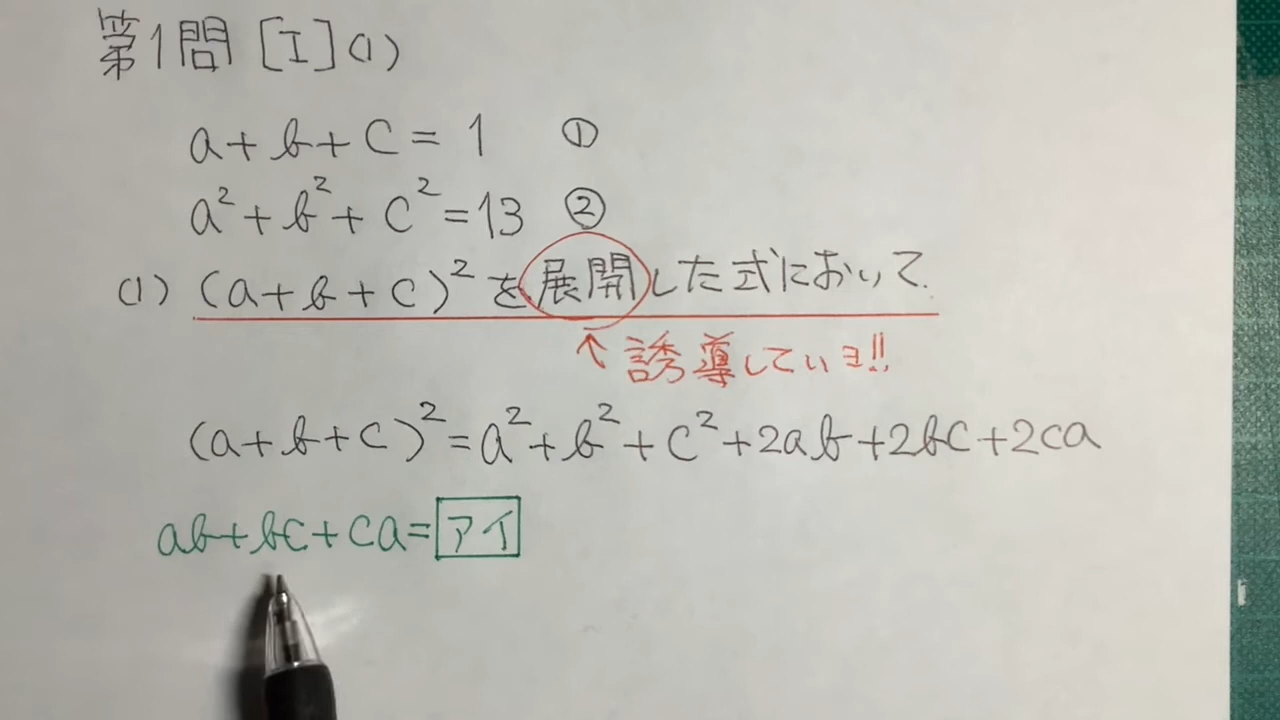 第1問 [I] (1)
a+b+c=1 ①
a²+b²+c²=13 ②
(1) (a+b+c)²を展開した式において
↑誘導しているヨ!!
(a+b+c)²=a²+b²+c²+2ab+2bc+2ca
ab+bc+ca=アイ